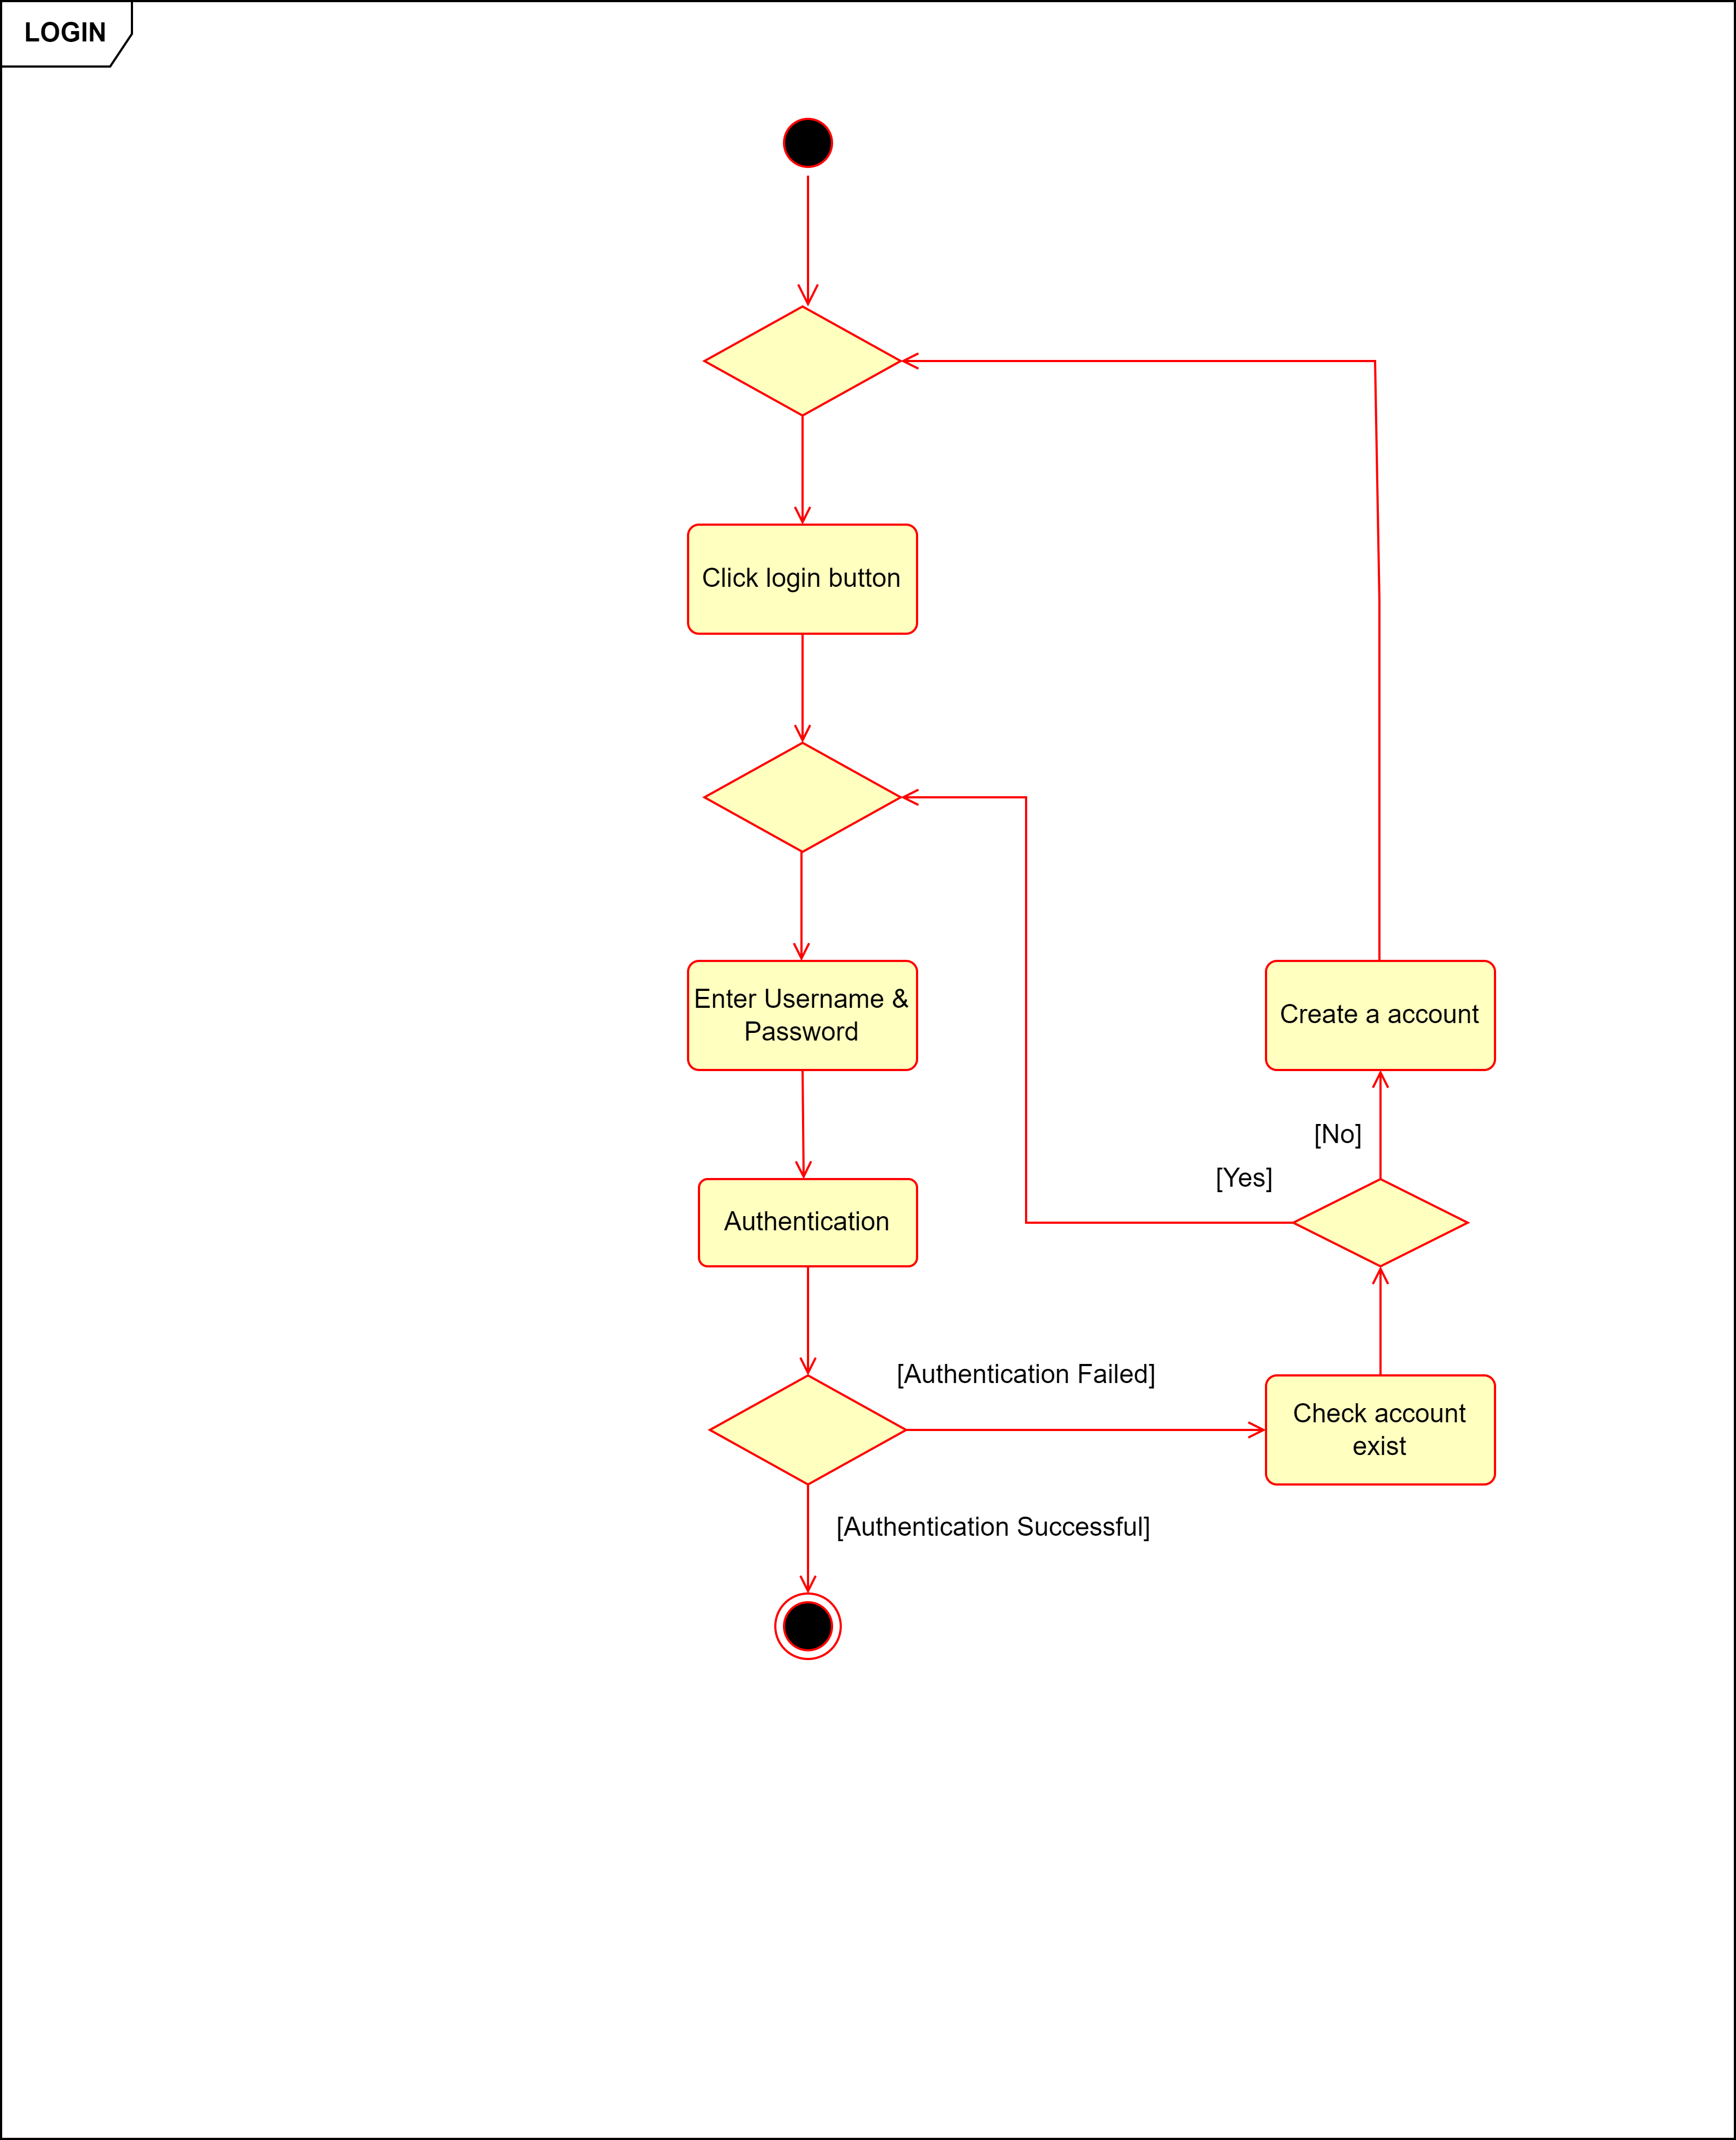 LOGIN
Click login button
Enter Username &
Password
Create a account
[No]
[Yes]
Authentication
[Authentication Failed]
Check account
exist
[Authentication Successful]